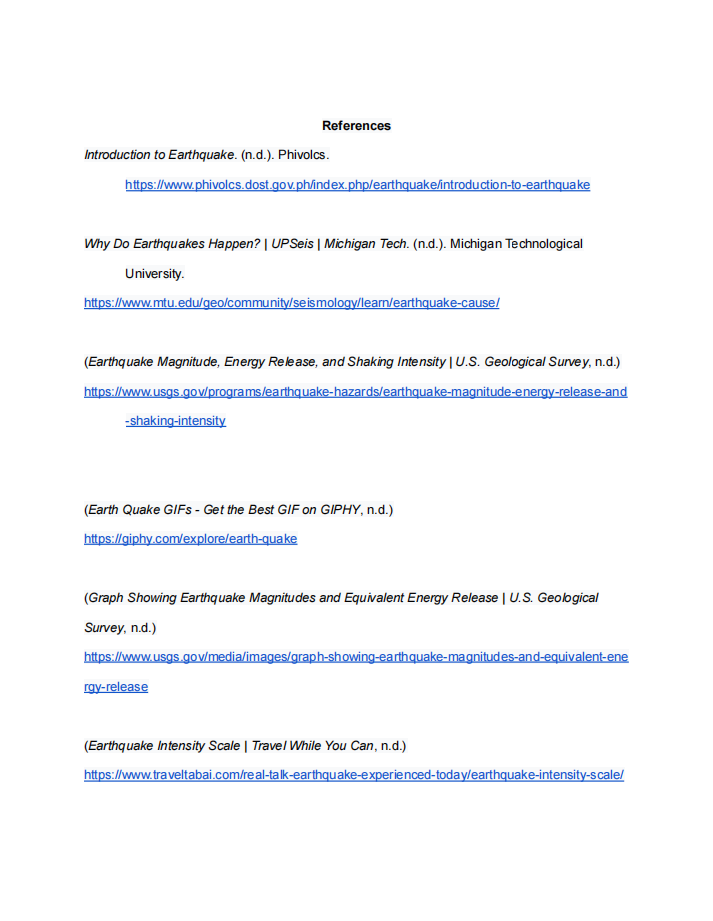 References
Introduction to Earthquake. (n.d.). Phivolcs.
https://www.phivolcs.dost.gov.ph/index.php/earthquake/introduction-to-earthquake
Why Do Earthquakes Happen? | UPSeis | Michigan Tech. (n.d.). Michigan Technological
University.
https://www.mtu.edu/geo/community/seismology/learn/earthquake-cause/
(Earthquake Magnitude, Energy Release, and Shaking Intensity | U.S. Geological Survey, n.d.)
https://www.usgs.gov/programs/earthquake-hazards/earthquake-magnitude-energy-release-and
-shaking-intensity
(Earth Quake GIFs - Get the Best GIF on GIPHY, n.d.)
https://giphy.com/explore/earth-quake
(Graph Showing Earthquake Magnitudes and Equivalent Energy Release | U.S. Geological
Survey, n.d.)
https://www.usgs.gov/media/images/graph-showing-earthquake-magnitudes-and-equivalent-ene
rgy-release
(Earthquake Intensity Scale | Travel While You Can, n.d.)
https://www.traveltabai.com/real-talk-earthquake-experienced-today/earthquake-intensity-scale/